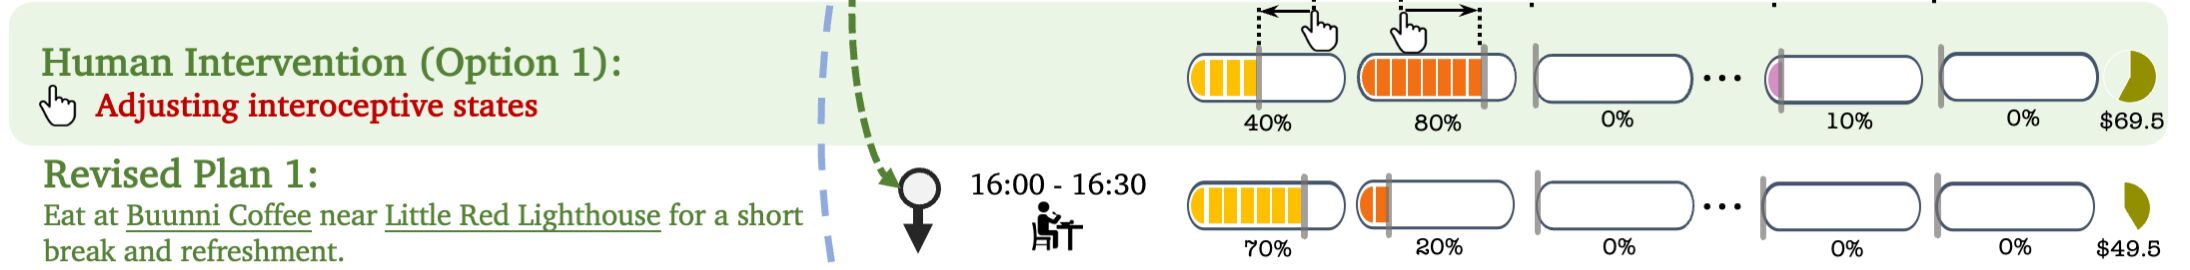 Human Intervention (Option 1):
Adjusting interoceptive states
40% 80% 0% ... 10% 0% $69.5
Revised Plan 1:
Eat at Buunni Coffee near Little Red Lighthouse for a short
break and refreshment.
16:00 - 16:30
70% 20% 0% ... 0% 0% $49.5